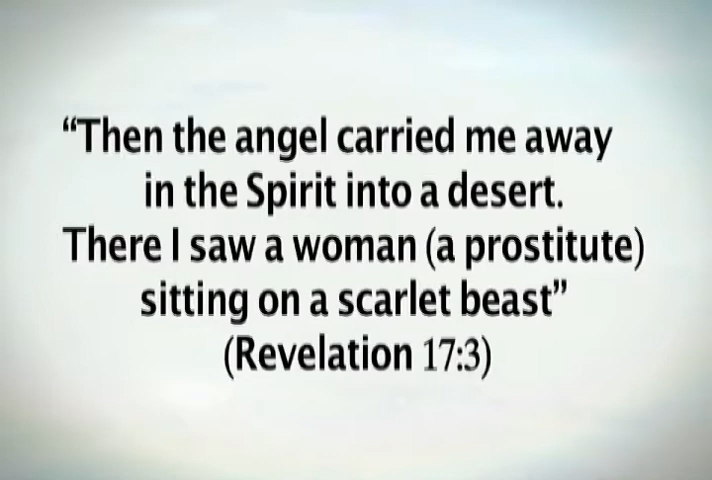 “Then the angel carried me away
in the Spirit into a desert.
There I saw a woman (a prostitute)
sitting on a scarlet beast”
(Revelation 17:3)